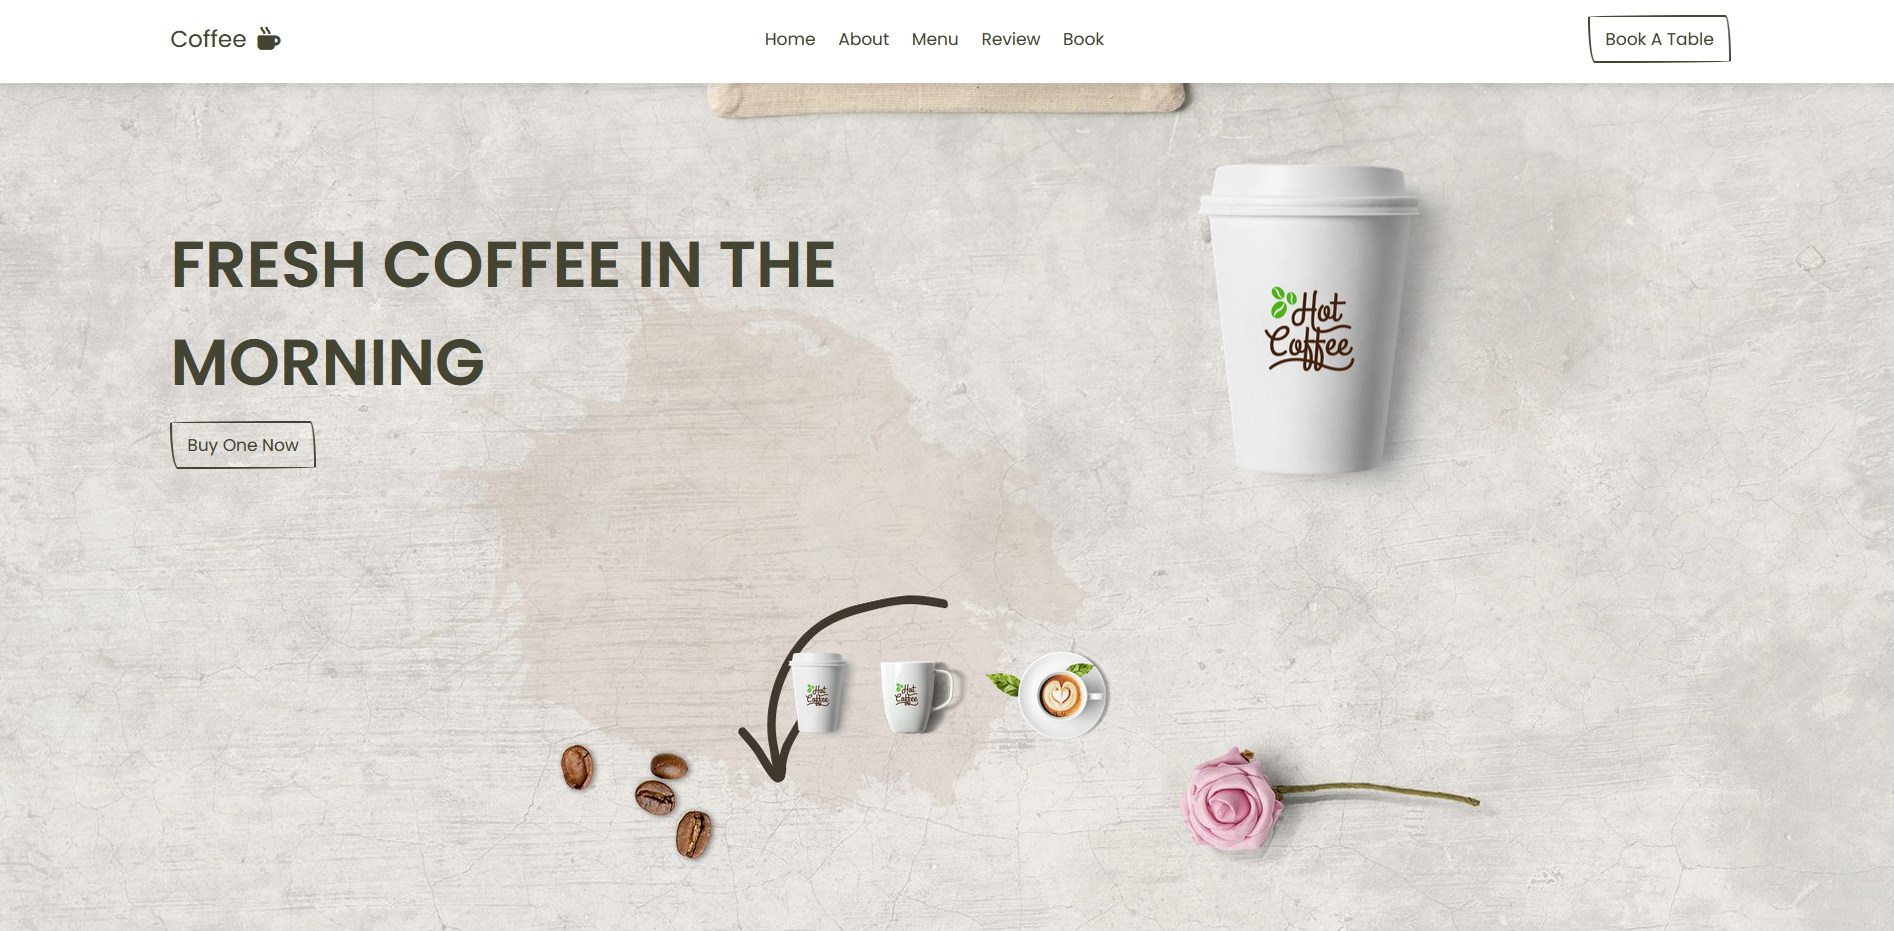 Coffee
Home About Menu Review Book
Book A Table
FRESH COFFEE IN THE
MORNING
Buy One Now
Hot
Coffee
Hot
Coffee
Hot
Coffee